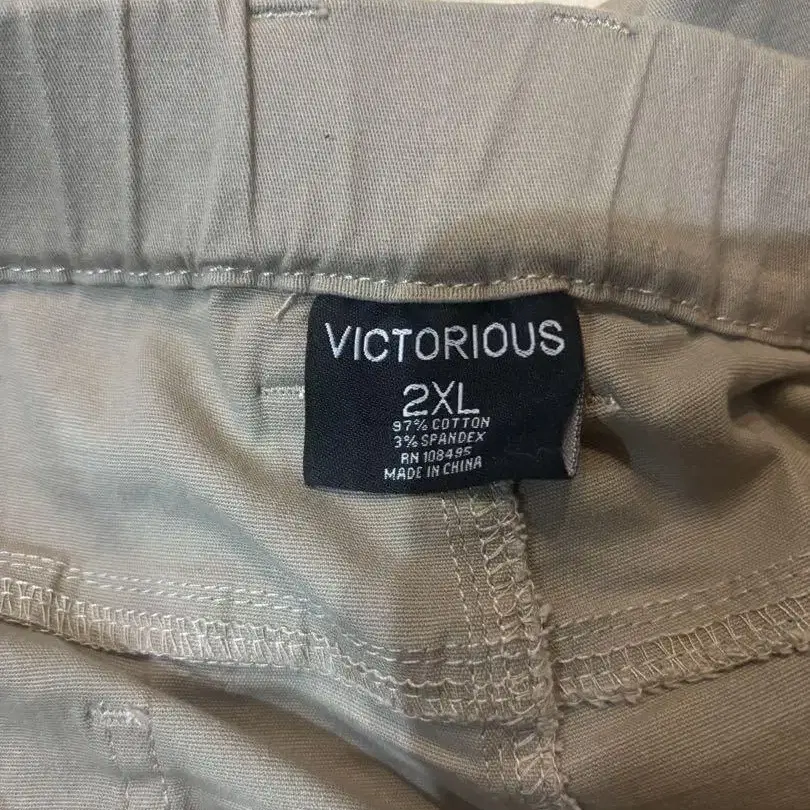 VICTORIOUS
2XL
97% COTTON
3% SPANDEX
RN 108495
MADE IN CHINA